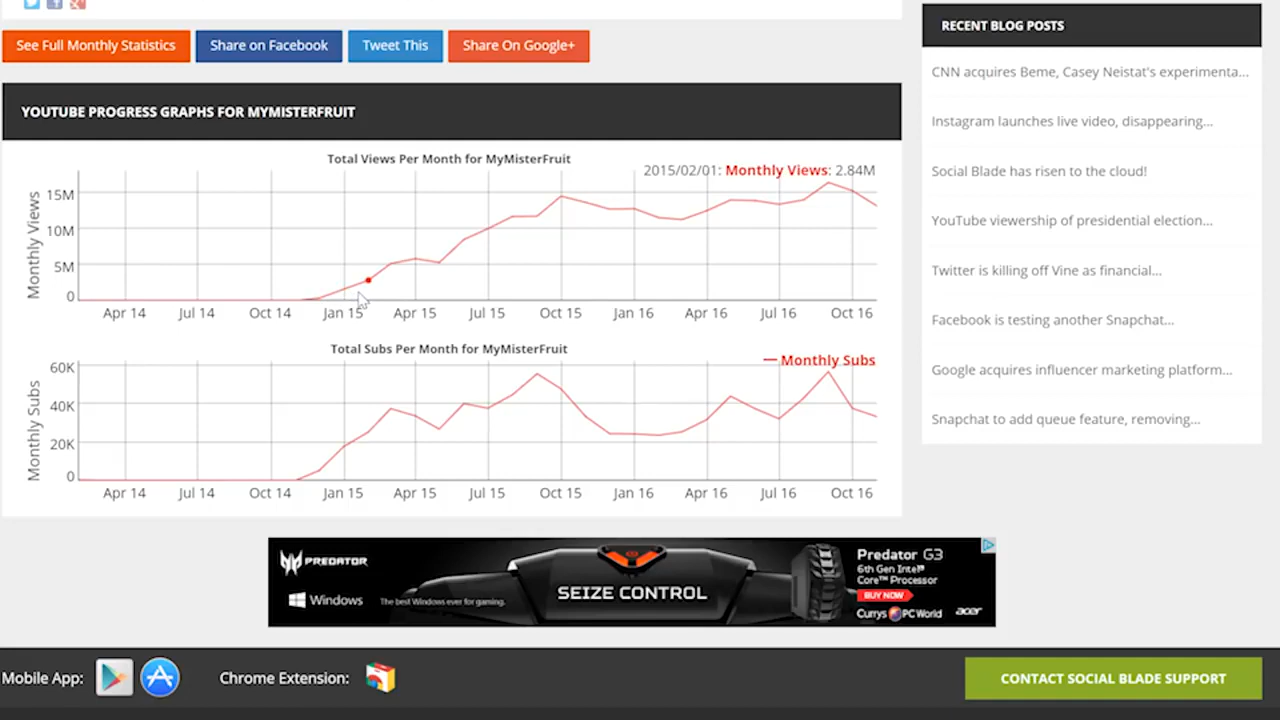 See Full Monthly Statistics
Share on Facebook
Tweet This
Share On Google+
YOUTUBE PROGRESS GRAPHS FOR MYMISTERFRUIT
Total Views Per Month for MyMisterFruit
2015/02/01: Monthly Views: 2.84M
Monthly Views
15M
10M
5M
0
Apr 14 Jul 14 Oct 14 Jan 15 Apr 15 Jul 15 Oct 15 Jan 16 Apr 16 Jul 16 Oct 16
Total Subs Per Month for MyMisterFruit
Monthly Subs
Monthly Subs
60K
40K
20K
0
Apr 14 Jul 14 Oct 14 Jan 15 Apr 15 Jul 15 Oct 15 Jan 16 Apr 16 Jul 16 Oct 16
RECENT BLOG POSTS
CNN acquires Beme, Casey Neistat's experimenta...
Instagram launches live video, disappearing...
Social Blade has risen to the cloud!
YouTube viewership of presidential election...
Twitter is killing off Vine as financial...
Facebook is testing another Snapchat...
Google acquires influencer marketing platform...
Snapchat to add queue feature, removing...
PREDATOR
Windows
The best Windows ever for gaming.
SEIZE CONTROL
Predator G3
6th Gen Intel®
Core™ Processor
BUY NOW
Currys PC World
acer
Mobile App:
Chrome Extension:
CONTACT SOCIAL BLADE SUPPORT